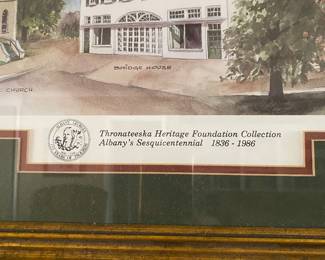 BRIDGE HOUSE
CHURCH
Thronateeska Heritage Foundation Collection
Albany's Sesquicentennial 1836 - 1986